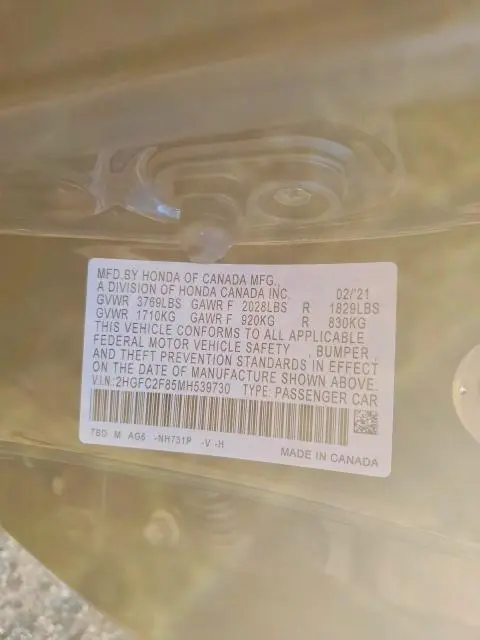 MFD.BY HONDA OF CANADA MFG.,
A DIVISION OF HONDA CANADA INC. 02/'21
GVWR 3769LBS GAWR F 2028LBS R 1829LBS
GVWR 1710KG GAWR F 920KG R 830KG
THIS VEHICLE CONFORMS TO ALL APPLICABLE
FEDERAL MOTOR VEHICLE SAFETY , BUMPER ,
AND THEFT PREVENTION STANDARDS IN EFFECT
ON THE DATE OF MANUFACTURE SHOWN ABOVE.
V.I.N.:2HGFC2F85MH539730 TYPE: PASSENGER CAR
TBD M AG6 -NH731P -V -H
MADE IN CANADA